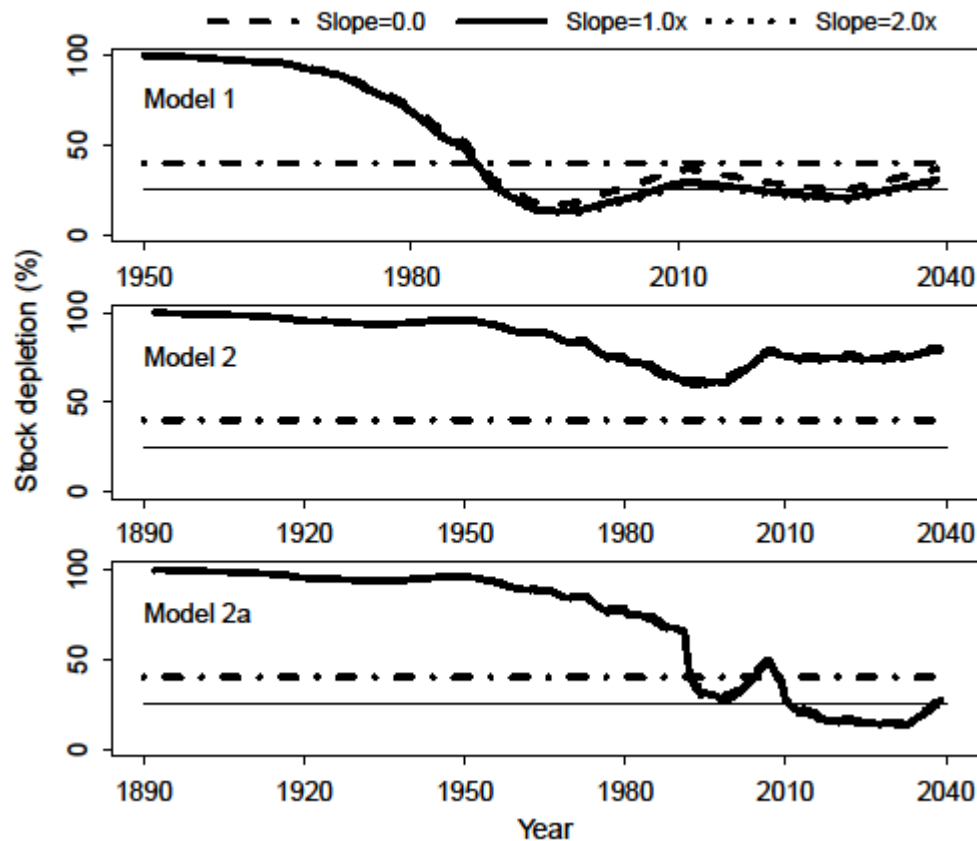 Slope=0.0 Slope=1.0x Slope=2.0x
Stock depletion (%)
100
50
0
Model 1
1950 1980 2010 2040
100
50
0
Model 2
1890 1920 1950 1980 2010 2040
100
50
0
Model 2a
1890 1920 1950 1980 2010 2040
Year